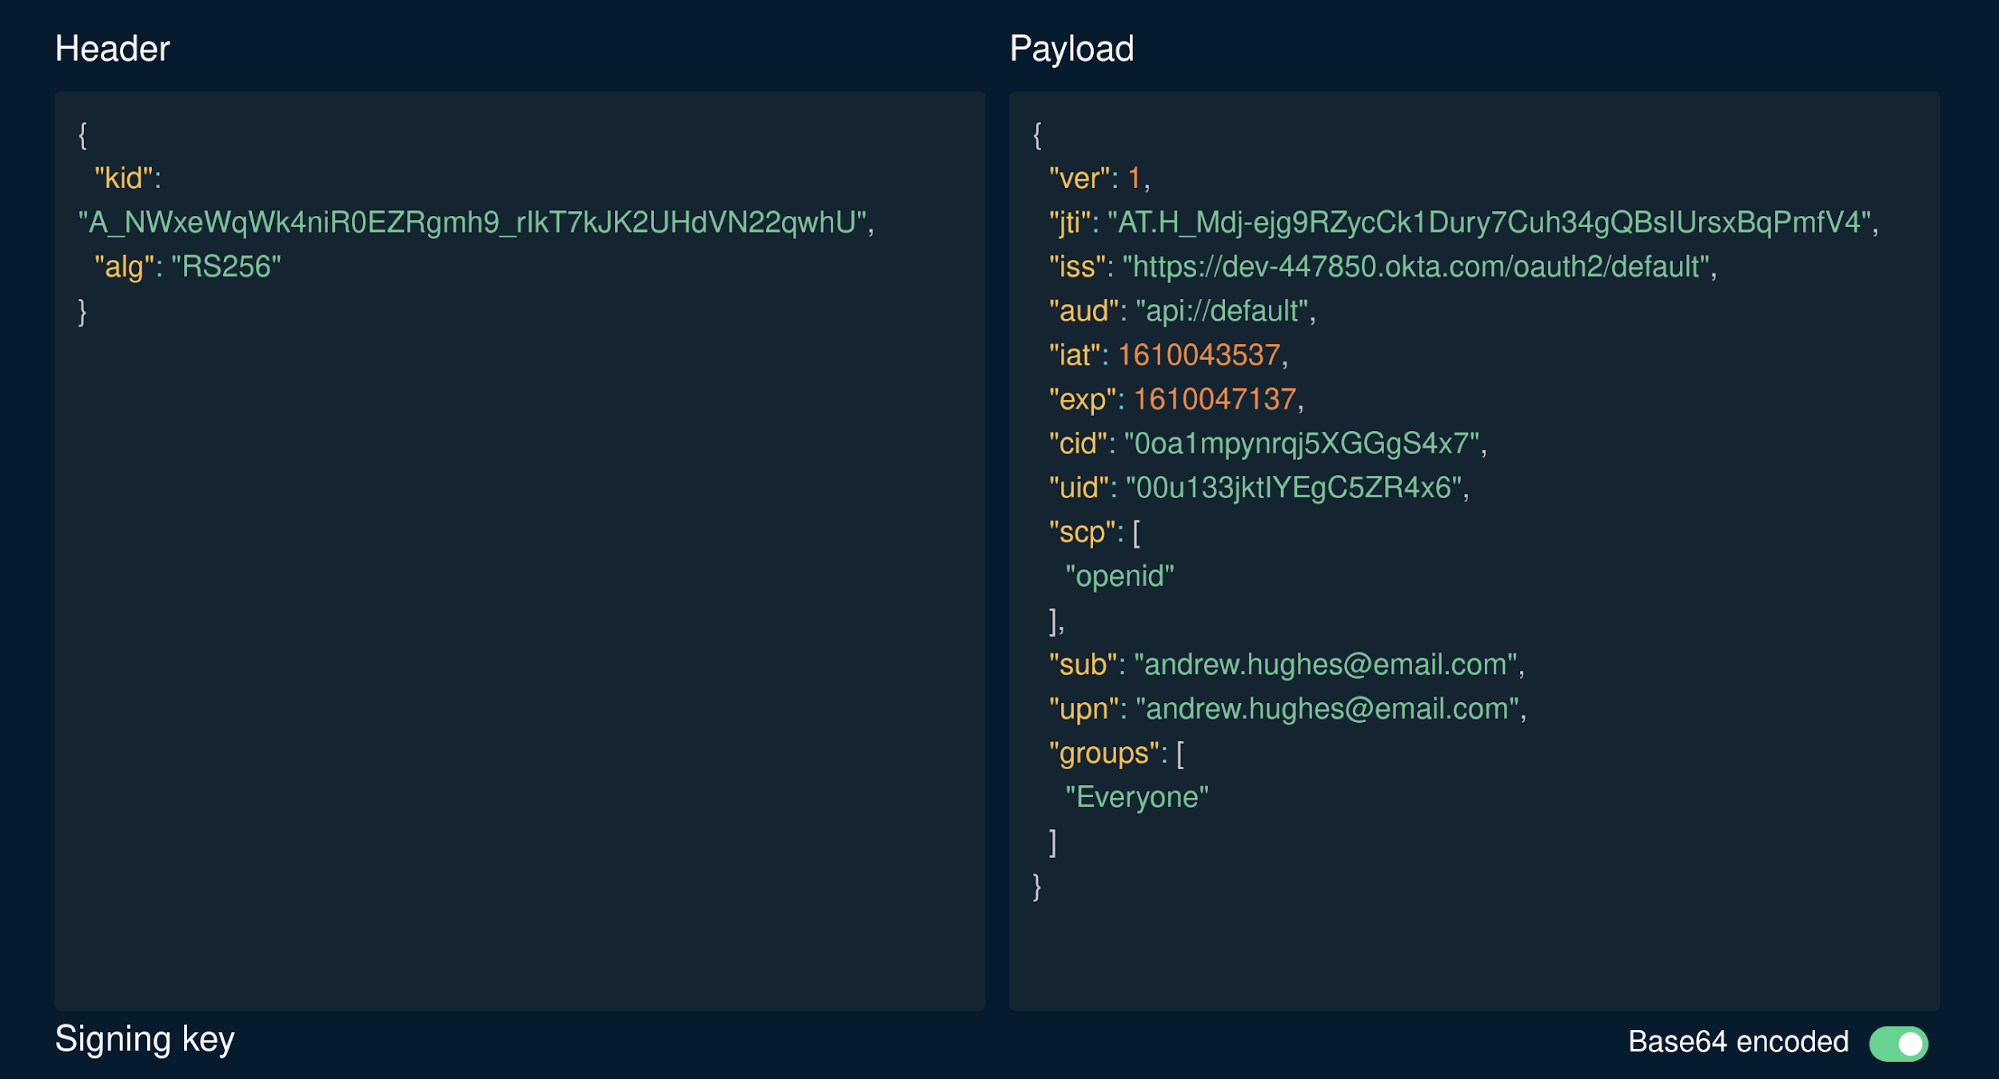 Header
{
"kid":
"A_NWxeWqWk4niR0EZRgmh9_rIkT7kJK2UHdVN22qwhU",
"alg": "RS256"
}
Payload
{
"ver": 1,
"jti": "AT.H_Mdj-ejg9RZycCk1Dury7Cuh34gQBsIUrsxBqPmfV4",
"iss": "https://dev-447850.okta.com/oauth2/default",
"aud": "api://default",
"iat": 1610043537,
"exp": 1610047137,
"cid": "0oa1mpynrqj5XGGgS4x7",
"uid": "00u133jktIYEgC5ZR4x6",
"scp": [
"openid"
],
"sub": "andrew.hughes@email.com",
"upn": "andrew.hughes@email.com",
"groups": [
"Everyone"
]
}
Signing key
Base64 encoded